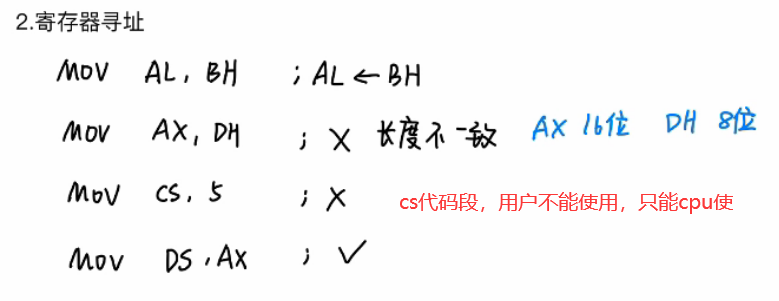 2.寄存器寻址
MOV AL, BH ; AL ← BH
MOV AX, DH ; X 长度不一致 AX 16位 DH 8位
MOV CS, 5 ; X cs代码段，用户不能使用，只能cpu使
MOV DS, AX ; ✓